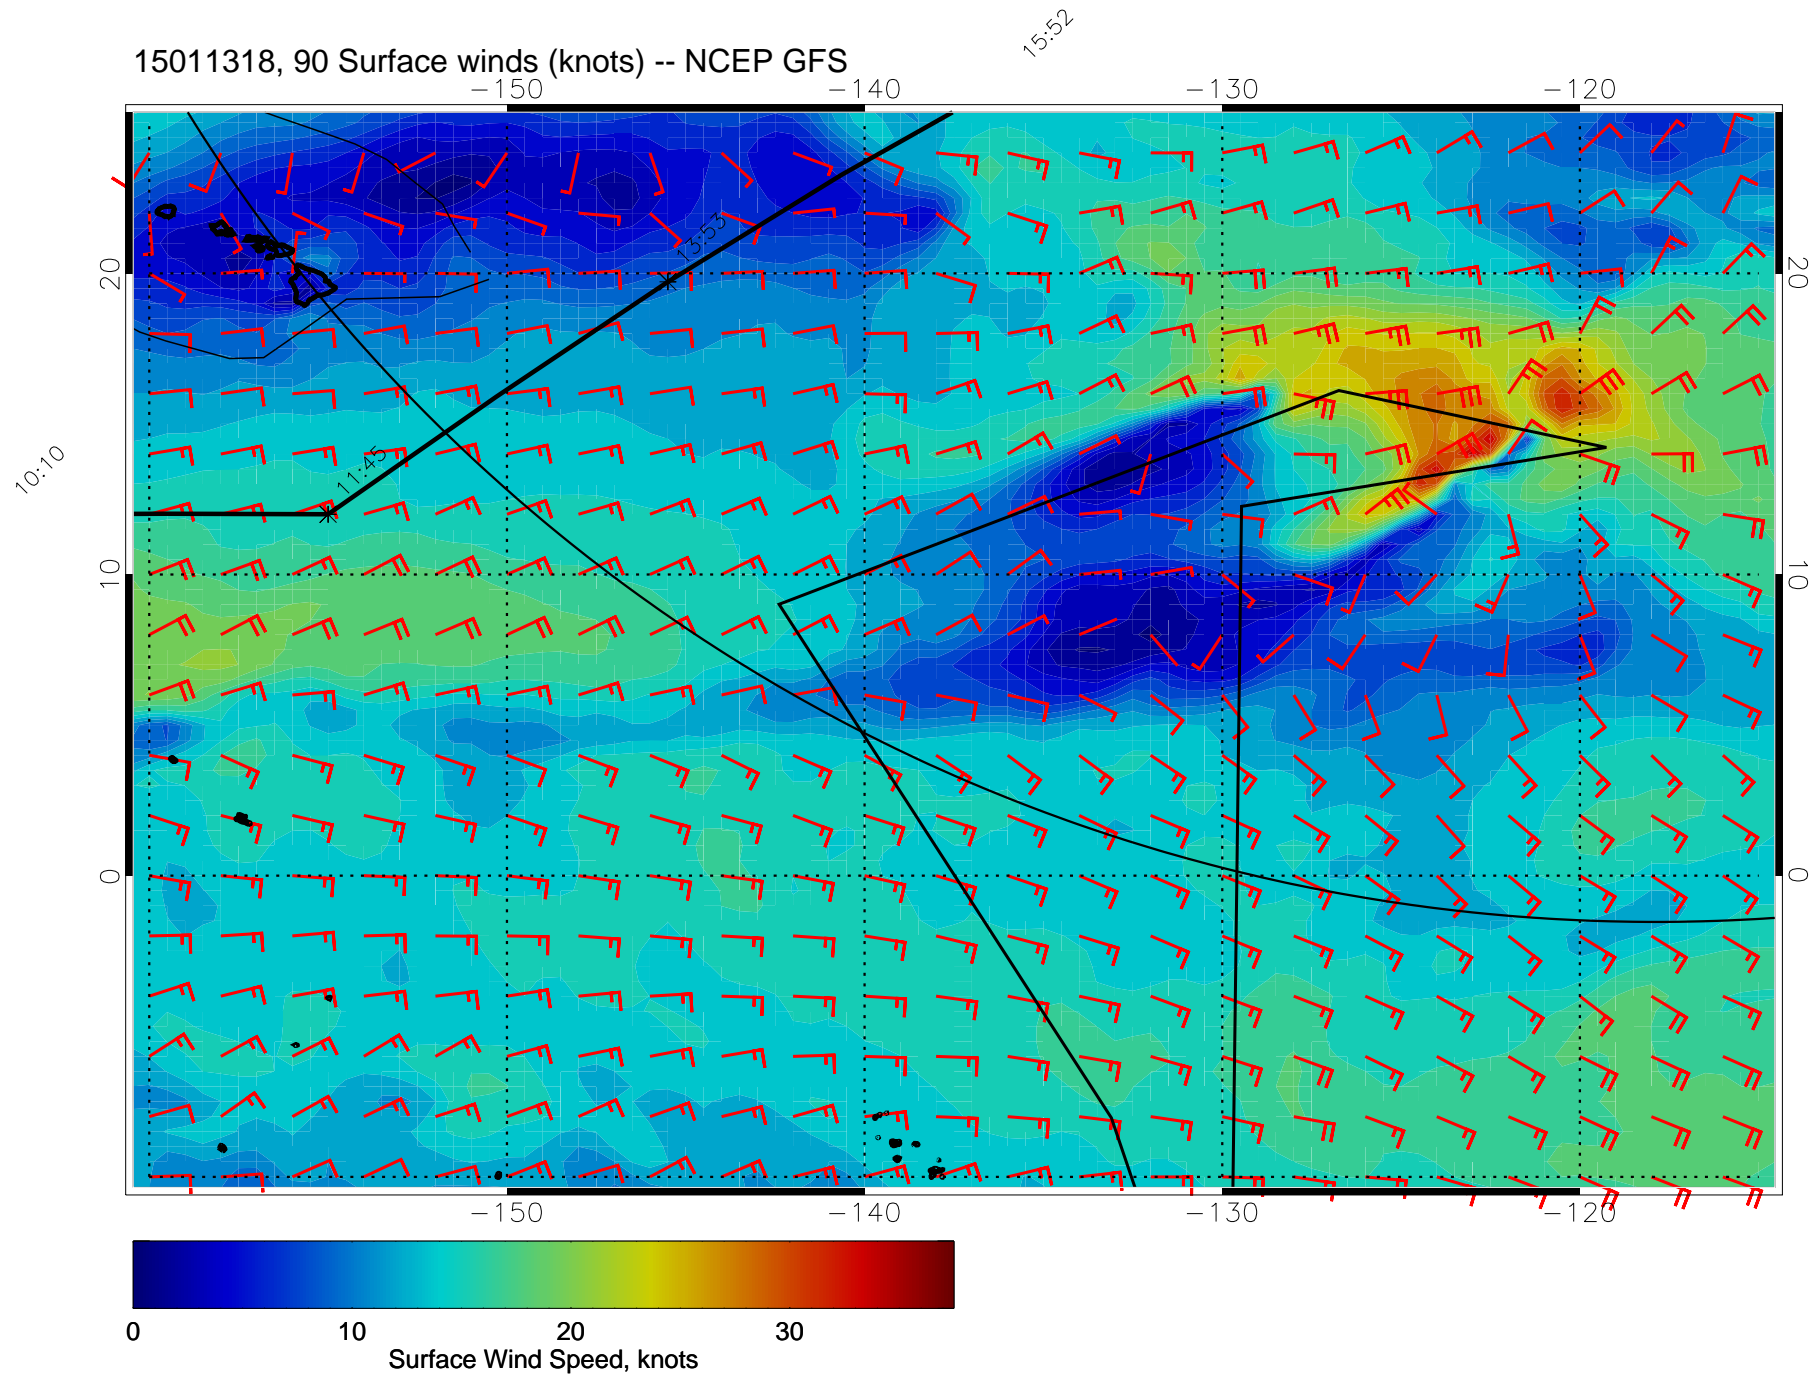 15:52
15011318, 90 Surface winds (knots) -- NCEP GFS
−150 −140 −130 −120
13:53
20 20
11:45
10:10
10 10
0 0
−150 −140 −130 −120
0 10 20 30
Surface Wind Speed, knots